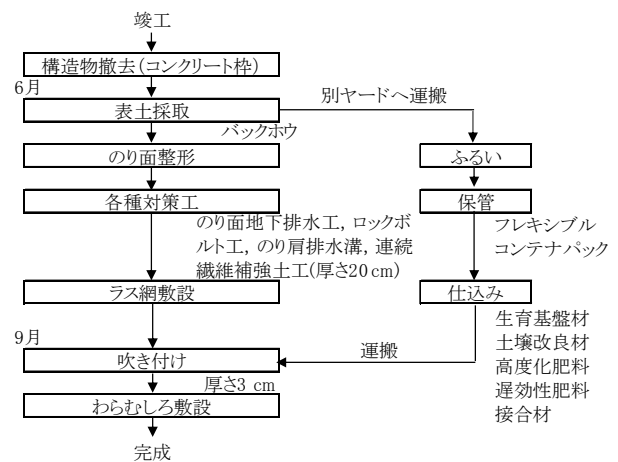 竣工
構造物撤去(コンクリート枠)
6月
表土採取
別ヤードへ運搬
バックホウ
のり面整形
ふるい
各種対策工
保管
のり面地下排水工，ロックボ
ルト工，のり肩排水溝，連続
繊維補強土工(厚さ20㎝)
フレキシブル
コンテナパック
ラス網敷設
仕込み
生育基盤材
土壌改良材
高度化肥料
遅効性肥料
接合材
9月
吹き付け
運搬
厚さ3 cm
わらむしろ敷設
完成